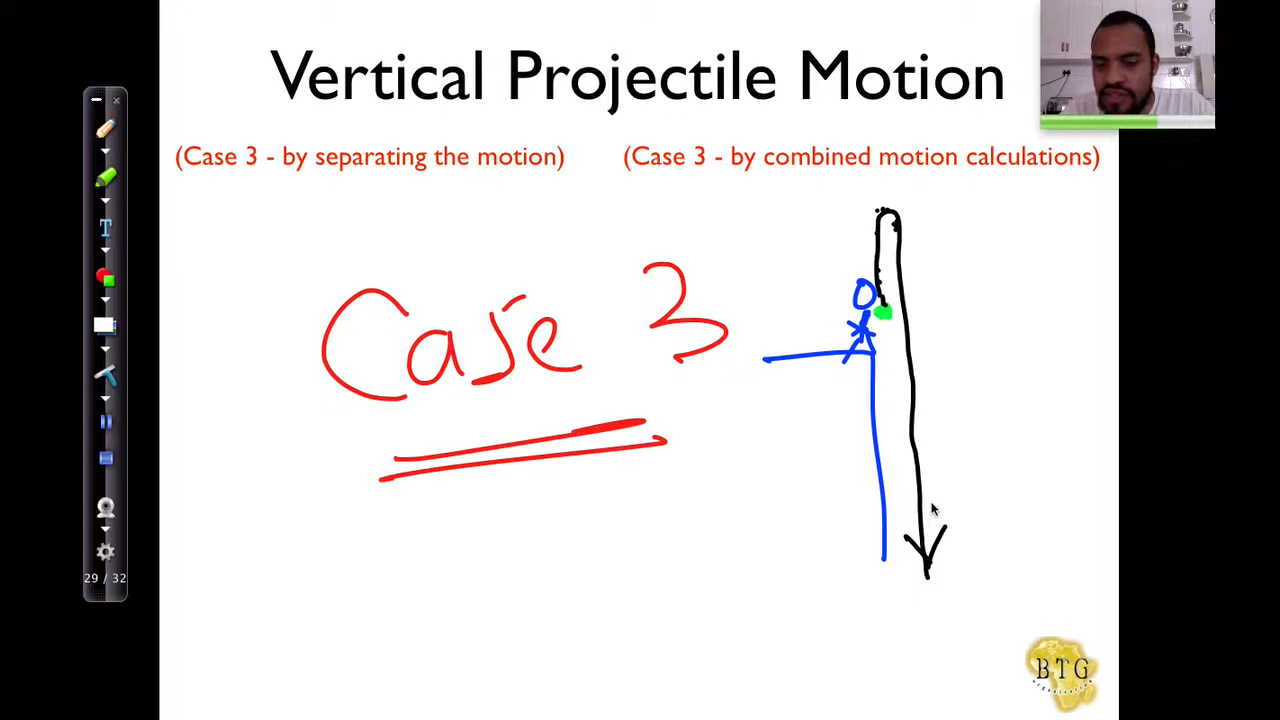 Vertical Projectile Motion
(Case 3 - by separating the motion) (Case 3 - by combined motion calculations)
Case 3
T
29 / 32
BTG